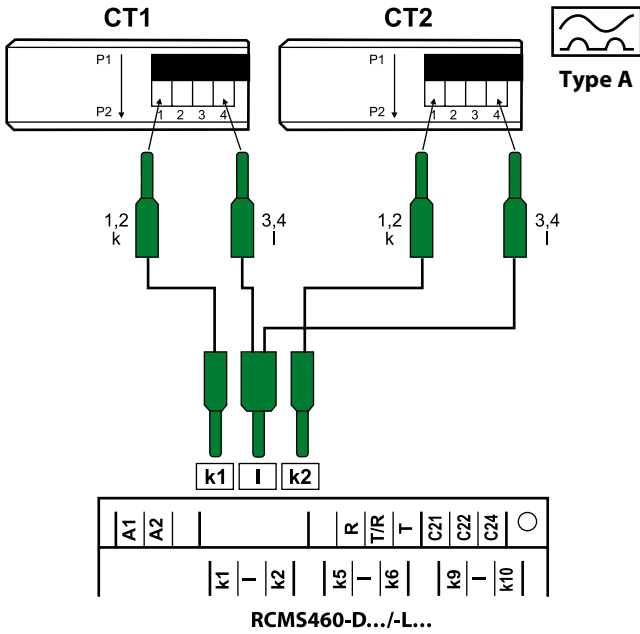 CT1
CT2
Type A
P1
P2
1 2 3 4
P1
P2
1 2 3 4
1,2
k
3,4
l
1,2
k
3,4
l
k1 l k2
A1 A2 R T/R T C21 C22 C24
k1 l k2 k5 l k6 k9 l k10
RCMS460-D.../-L...